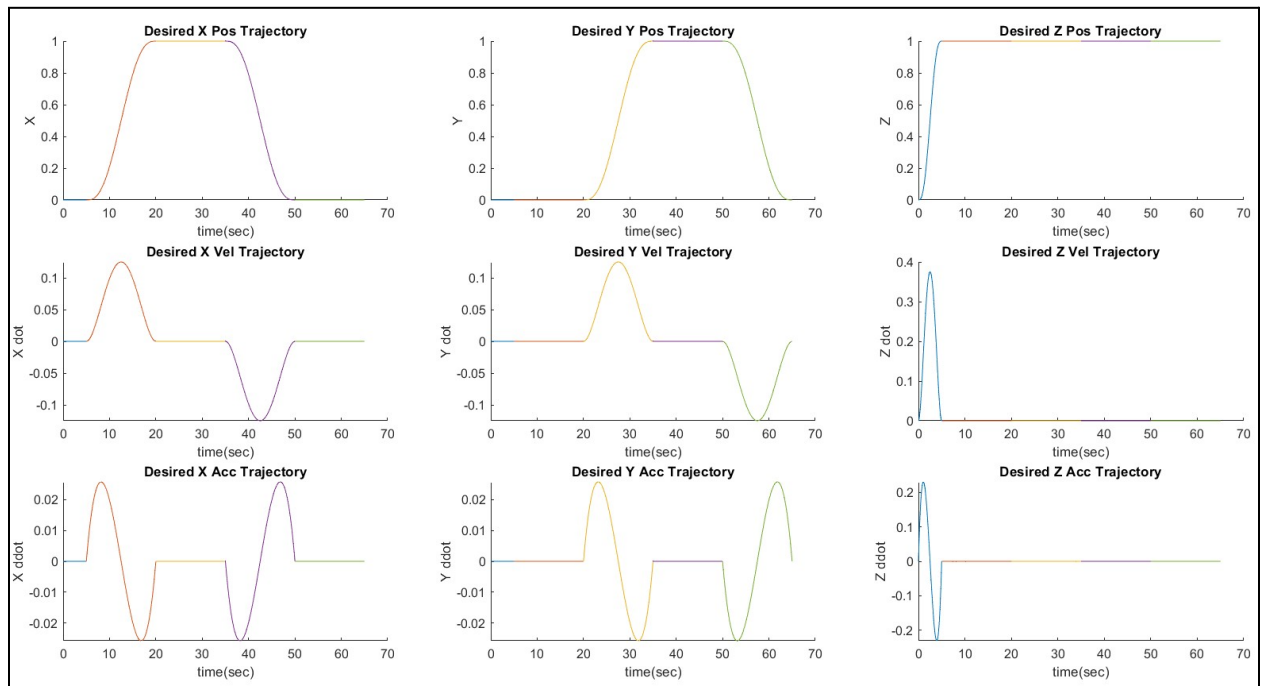 Desired X Pos Trajectory
1
0.8
0.6
0.4
0.2
0
X
0 10 20 30 40 50 60 70
time(sec)
Desired Y Pos Trajectory
1
0.8
0.6
0.4
0.2
0
Y
0 10 20 30 40 50 60 70
time(sec)
Desired Z Pos Trajectory
1
0.8
0.6
0.4
0.2
0
Z
0 10 20 30 40 50 60 70
time(sec)
Desired X Vel Trajectory
0.1
0.05
0
-0.05
-0.1
X dot
0 10 20 30 40 50 60 70
time(sec)
Desired Y Vel Trajectory
0.1
0.05
0
-0.05
-0.1
Y dot
0 10 20 30 40 50 60 70
time(sec)
Desired Z Vel Trajectory
0.4
0.3
0.2
0.1
0
Z dot
0 10 20 30 40 50 60 70
time(sec)
Desired X Acc Trajectory
0.02
0.01
0
-0.01
-0.02
X ddot
0 10 20 30 40 50 60 70
time(sec)
Desired Y Acc Trajectory
0.02
0.01
0
-0.01
-0.02
Y ddot
0 10 20 30 40 50 60 70
time(sec)
Desired Z Acc Trajectory
0.2
0.1
0
-0.1
-0.2
Z ddot
0 10 20 30 40 50 60 70
time(sec)